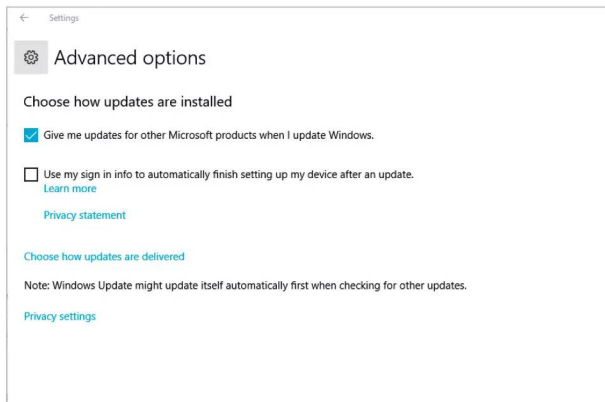 Settings
Advanced options
Choose how updates are installed
Give me updates for other Microsoft products when I update Windows.
Use my sign in info to automatically finish setting up my device after an update.
Learn more
Privacy statement
Choose how updates are delivered
Note: Windows Update might update itself automatically first when checking for other updates.
Privacy settings